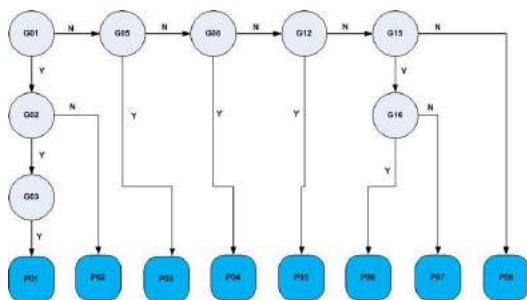 G01 N G05 N G08 N G12 N G15 N
Y Y Y Y V
G02 N G16 N
Y Y
G03
Y
P01 P02 P03 P04 P05 P06 P07 P08